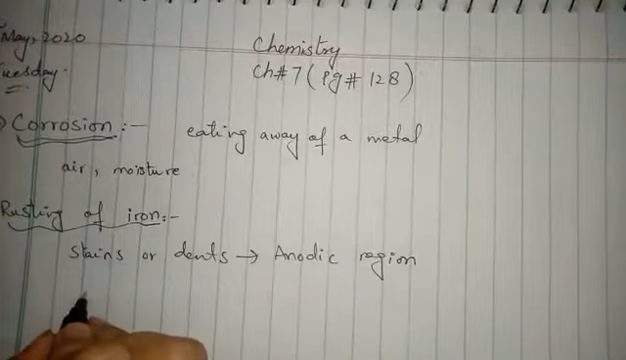 May, 2020
Chemistry
Tuesday.
Ch# 7 (Pg# 128)
Corrosion:- eating away of a metal
air, moisture
Rusting of iron:-
stains or dents → Anodic region